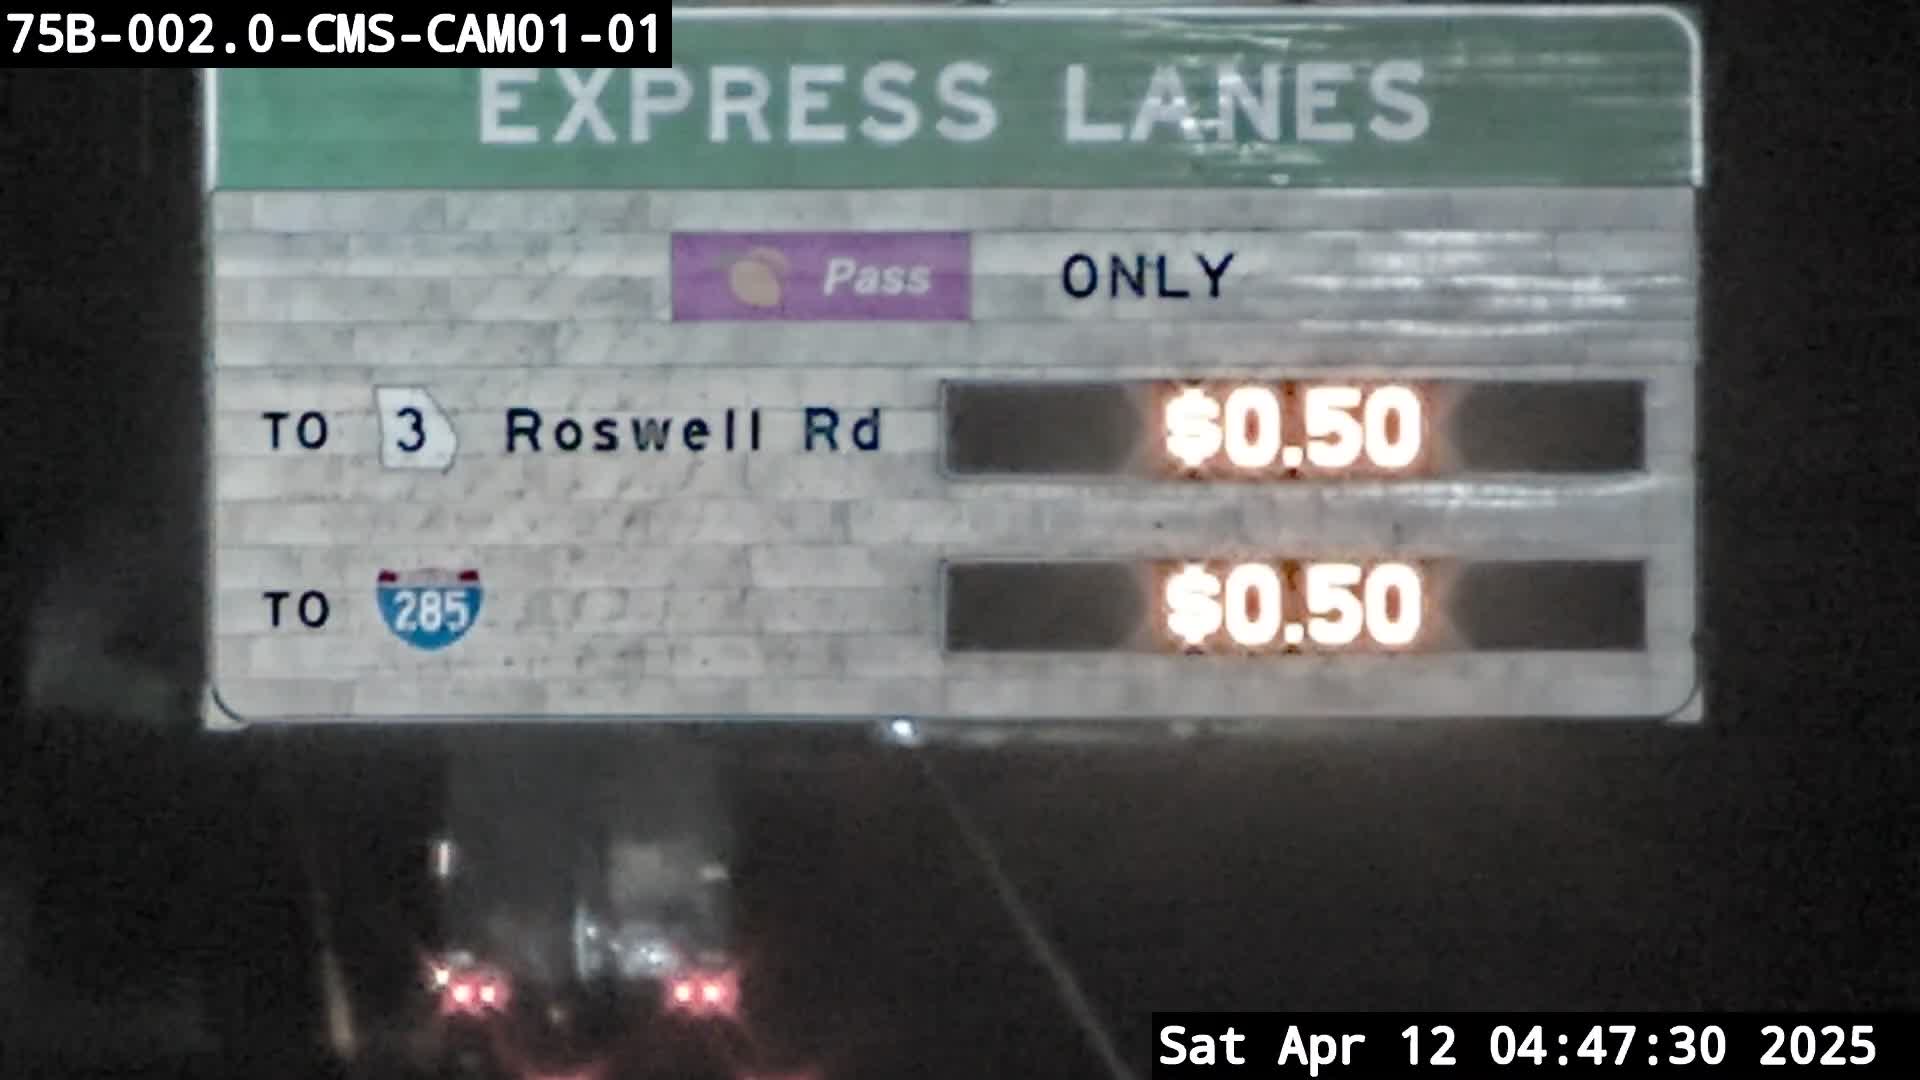 75B-002.0-CMS-CAM01-01
EXPRESS LANES
Pass ONLY
TO 3 Roswell Rd $0.50
TO 285 $0.50
Sat Apr 12 04:47:30 2025